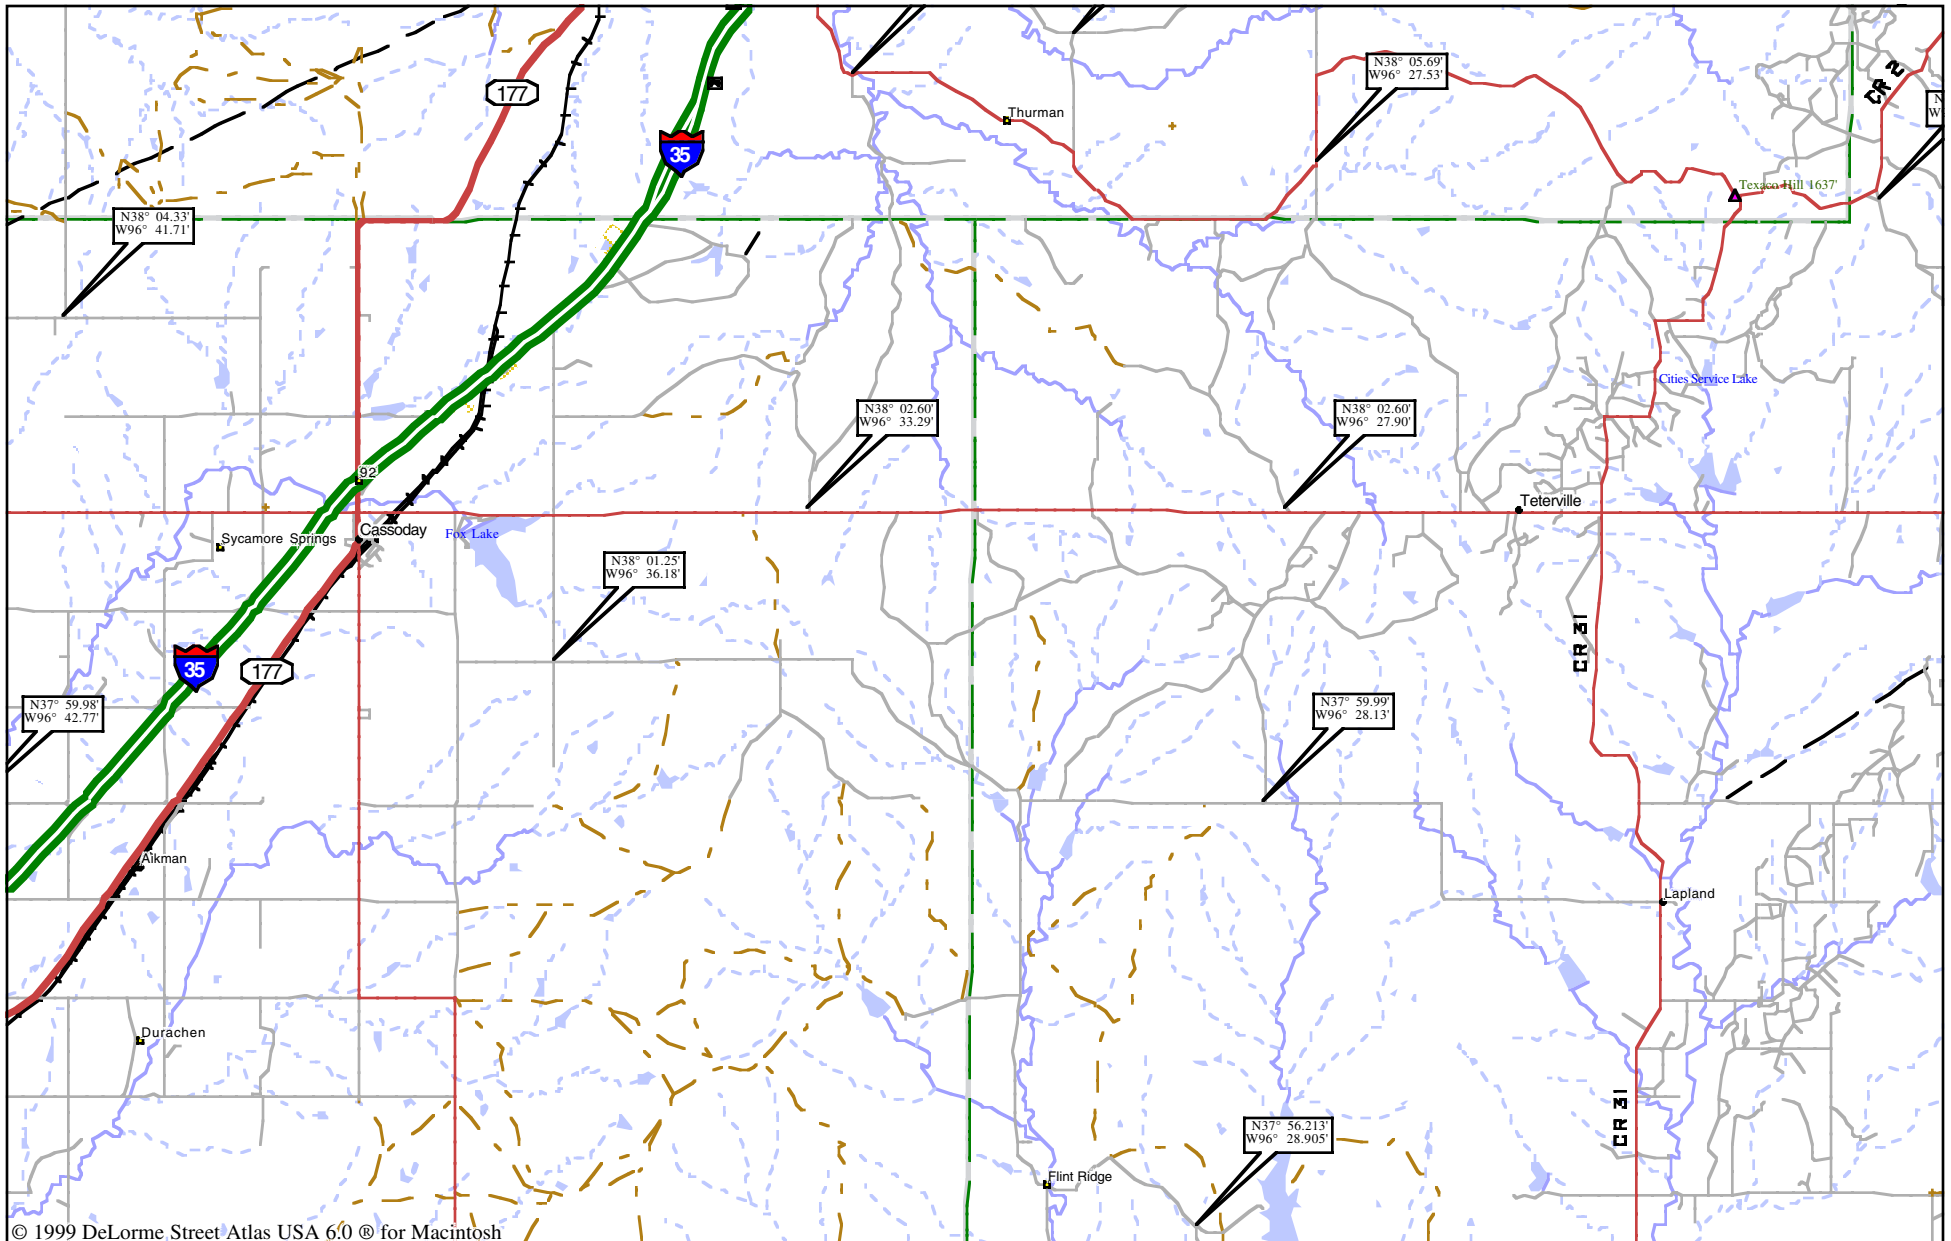 177
35
Thurman
N38° 05.69'
W96° 27.53'
CR 2
N
W
Texaco Hill 1637'
N38° 04.33'
W96° 41.71'
Cities Service Lake
N38° 02.60'
W96° 33.29'
N38° 02.60'
W96° 27.90'
92
Teterville
Cassoday
Fox Lake
Sycamore Springs
N38° 01.25'
W96° 36.18'
CR 31
35
177
N37° 59.98'
W96° 42.77'
N37° 59.99'
W96° 28.13'
Aikman
Lapland
Durachen
CR 31
N37° 56.213'
W96° 28.905'
Flint Ridge
© 1999 DeLorme Street Atlas USA 6.0 ® for Macintosh